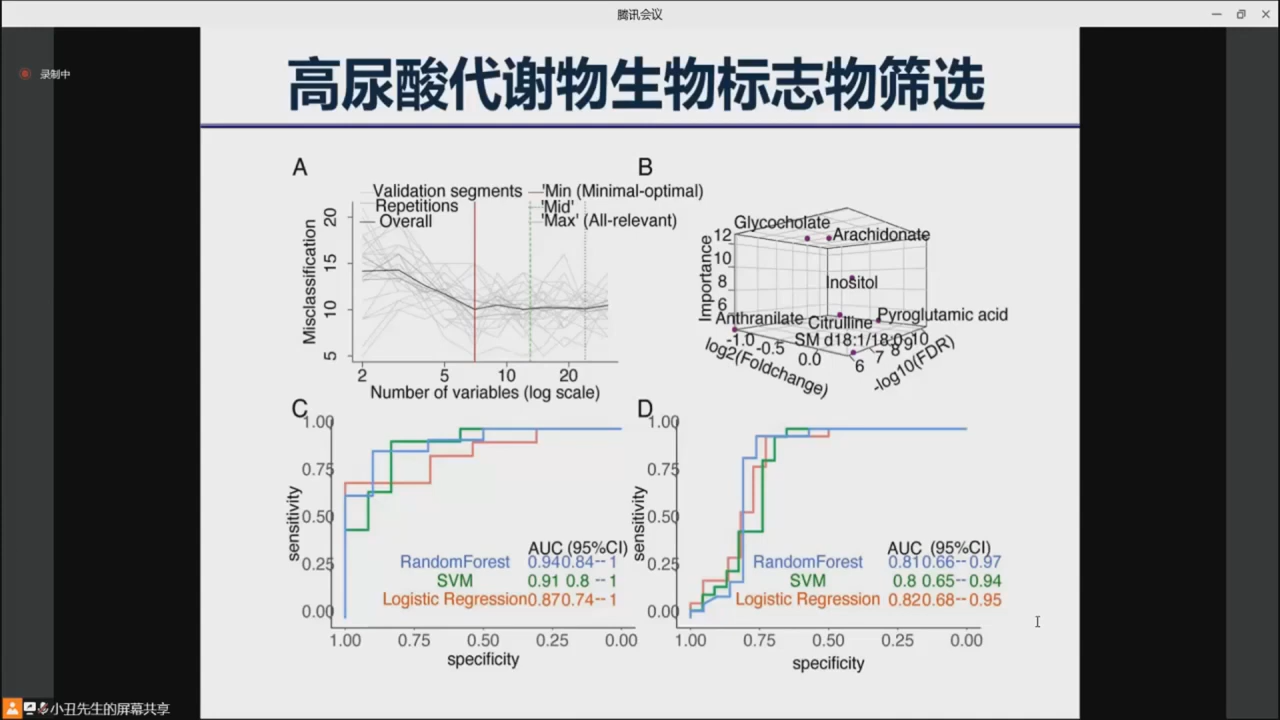 腾讯会议
录制中
高尿酸代谢物生物标志物筛选
A
Validation segments
Repetitions
Overall
'Min (Minimal-optimal)
'Mid'
'Max' (All-relevant)
Misclassification
20
15
10
5
2 5 10 20
Number of variables (log scale)
B
Glycocholate
Arachidonate
Inositol
Anthranilate
Citrulline
Pyroglutamic acid
SM d18:1/18:0
Importance
12
10
8
6
-1.0 -0.5 0.0
log2(Foldchange)
6 7 8 9 10
-log10(FDR)
C
1.00
0.75
0.50
0.25
0.00
sensitivity
AUC (95%CI)
RandomForest 0.94 0.84-- 1
SVM 0.91 0.8 -- 1
Logistic Regression 0.87 0.74-- 1
1.00 0.75 0.50 0.25 0.00
specificity
D
1.00
0.75
0.50
0.25
0.00
sensitivity
AUC (95%CI)
RandomForest 0.81 0.66-- 0.97
SVM 0.8 0.65-- 0.94
Logistic Regression 0.82 0.68-- 0.95
1.00 0.75 0.50 0.25 0.00
specificity
小丑先生的屏幕共享